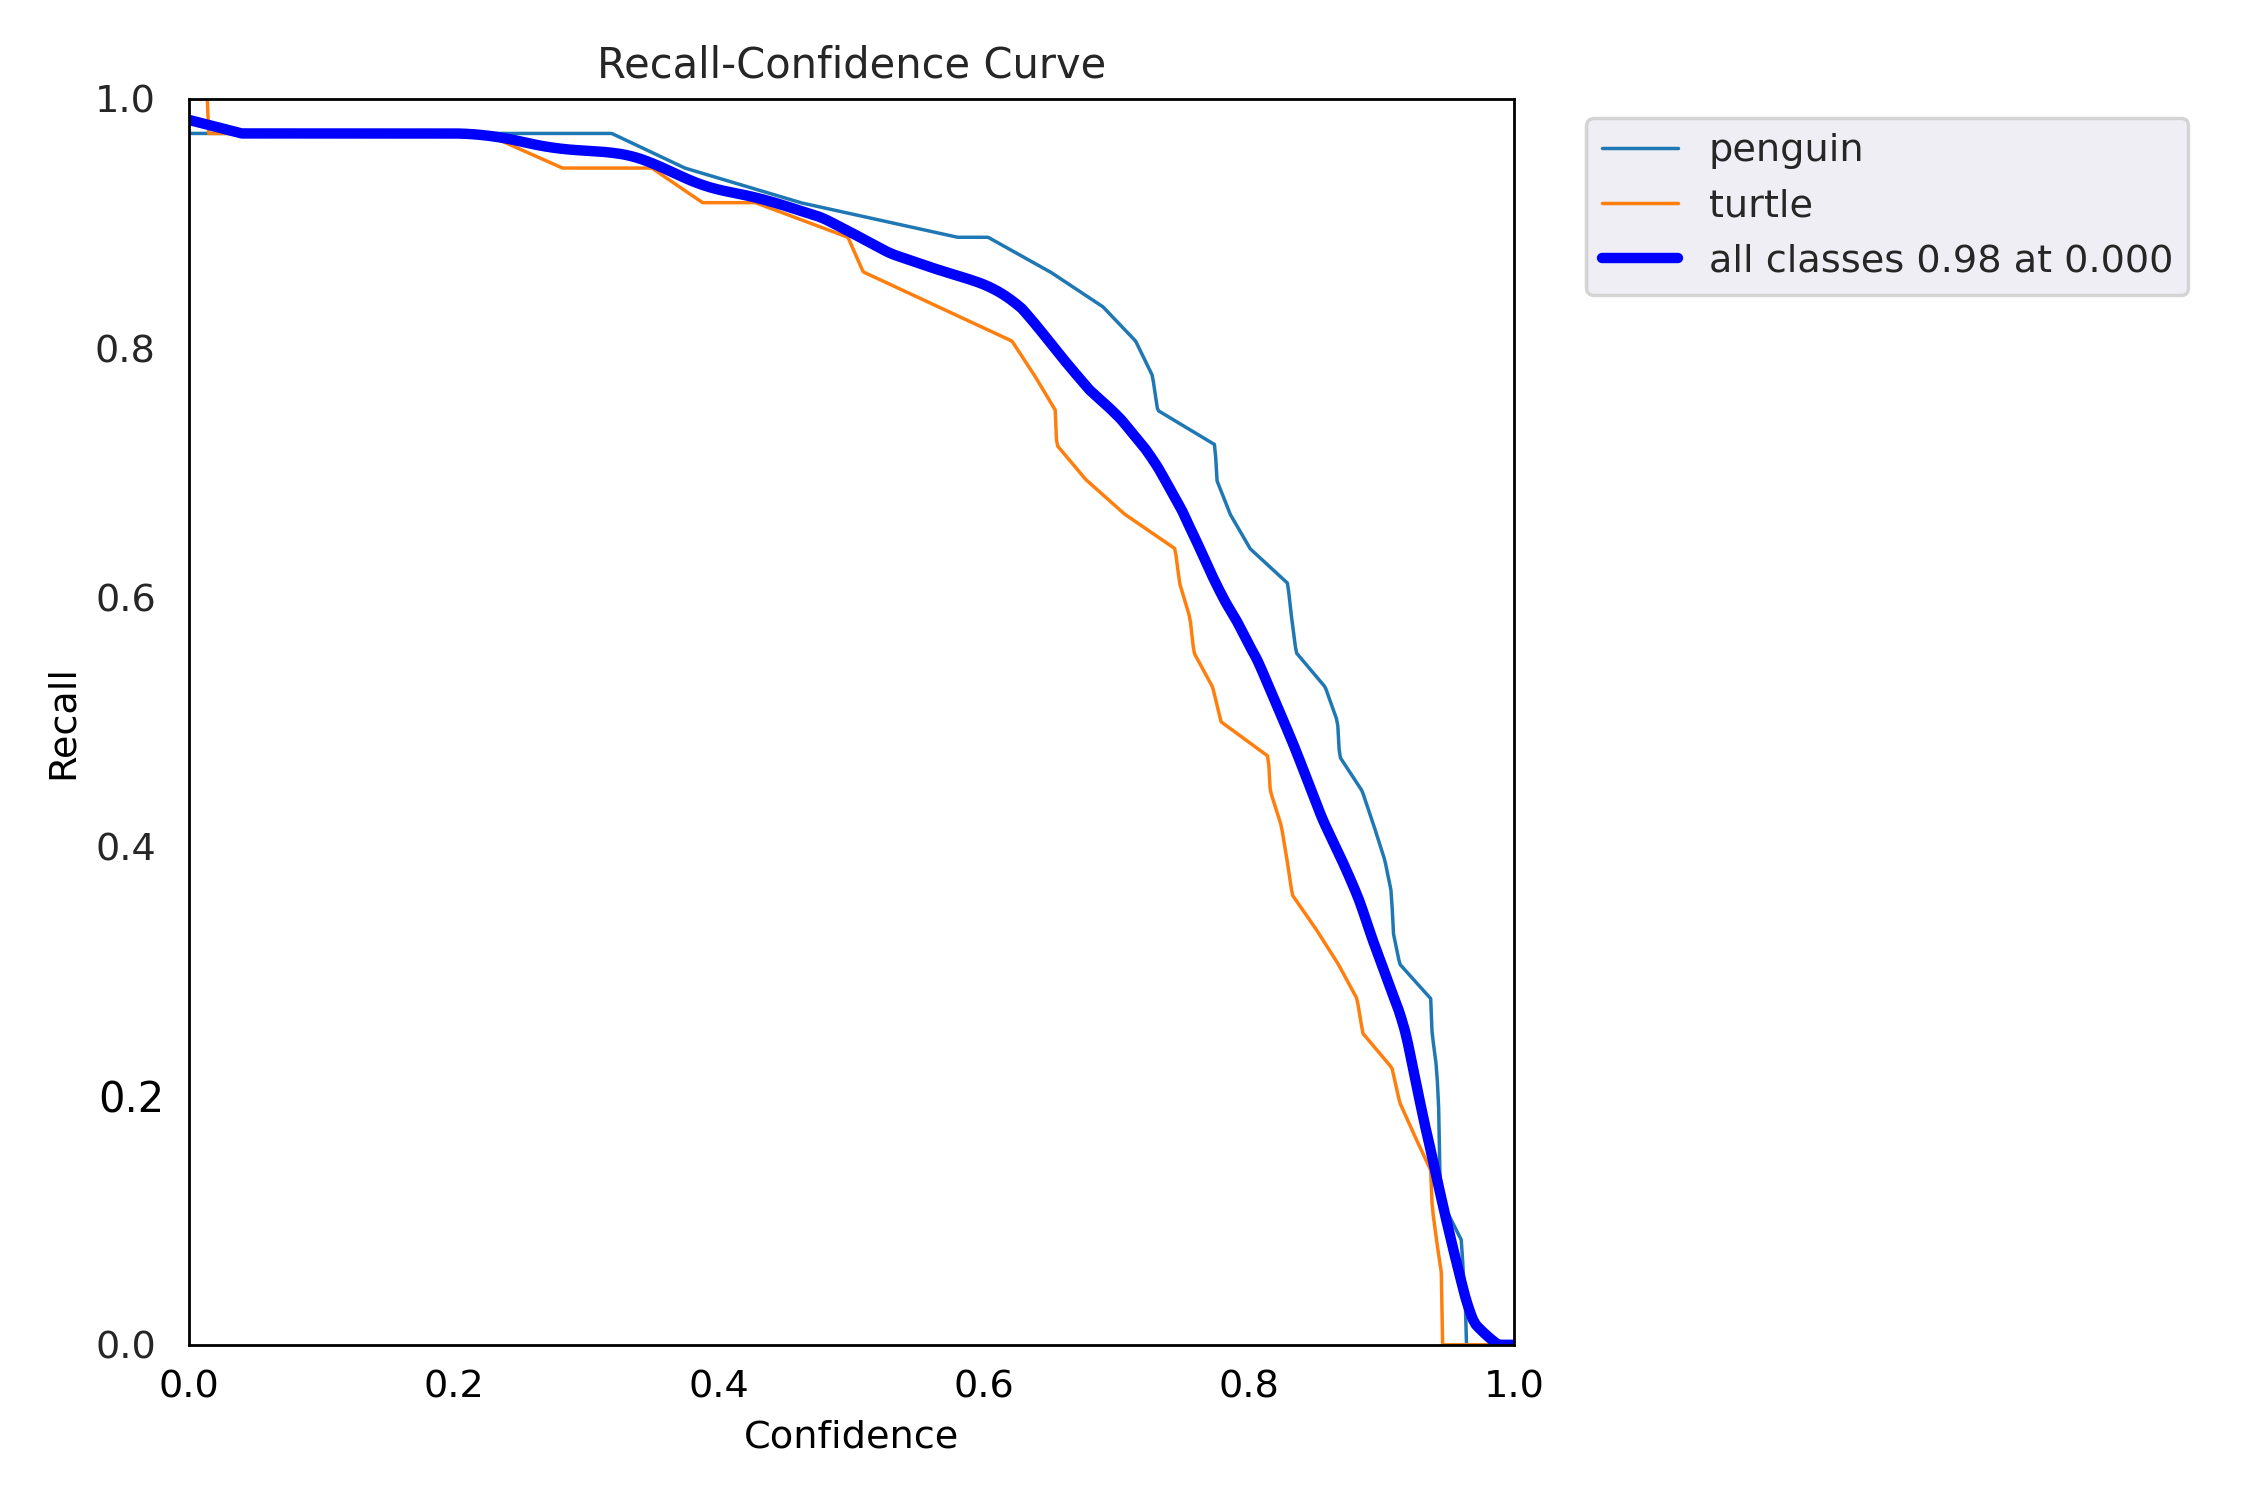 Recall-Confidence Curve
1.0
0.8
0.6
0.4
0.2
0.0
Recall
0.0 0.2 0.4 0.6 0.8 1.0
Confidence
penguin
turtle
all classes 0.98 at 0.000